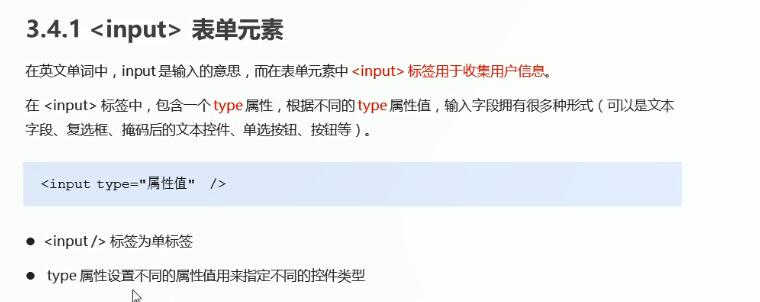 3.4.1 <input> 表单元素
在英文单词中，input 是输入的意思，而在表单元素中 <input> 标签用于收集用户信息。
在 <input> 标签中，包含一个 type 属性，根据不同的 type 属性值，输入字段拥有很多种形式（可以是文本
字段、复选框、掩码后的文本控件、单选按钮、按钮等）。
<input type="属性值" />
● <input /> 标签为单标签
● type 属性设置不同的属性值用来指定不同的控件类型